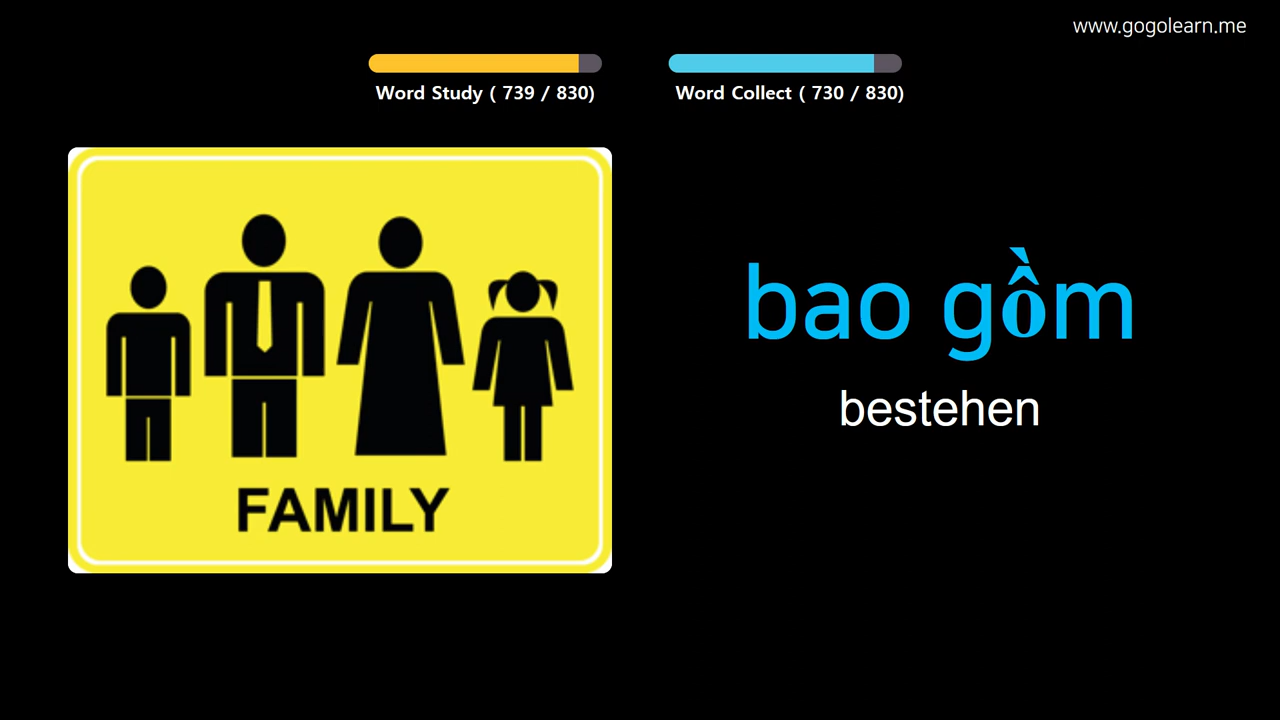 www.gogolearn.me
Word Study ( 739 / 830)
Word Collect ( 730 / 830)
FAMILY
bao gồm
bestehen